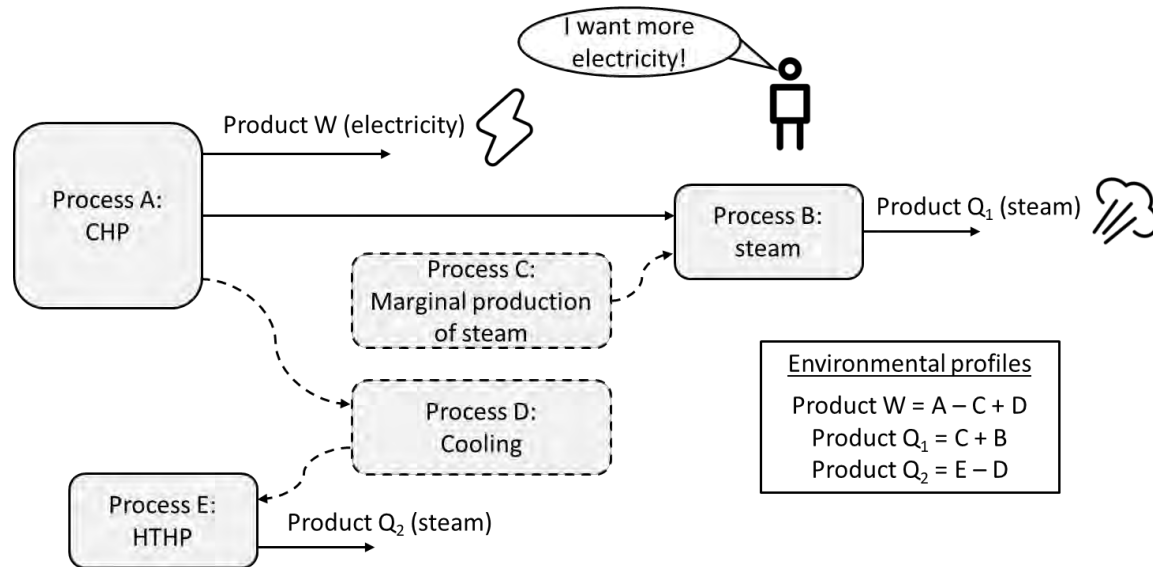 I want more
electricity!
Product W (electricity)
Process A:
CHP
Process B:
steam
Product Q₁ (steam)
Process C:
Marginal production
of steam
Environmental profiles
Product W = A – C + D
Product Q₁ = C + B
Product Q₂ = E – D
Process D:
Cooling
Process E:
HTHP
Product Q₂ (steam)